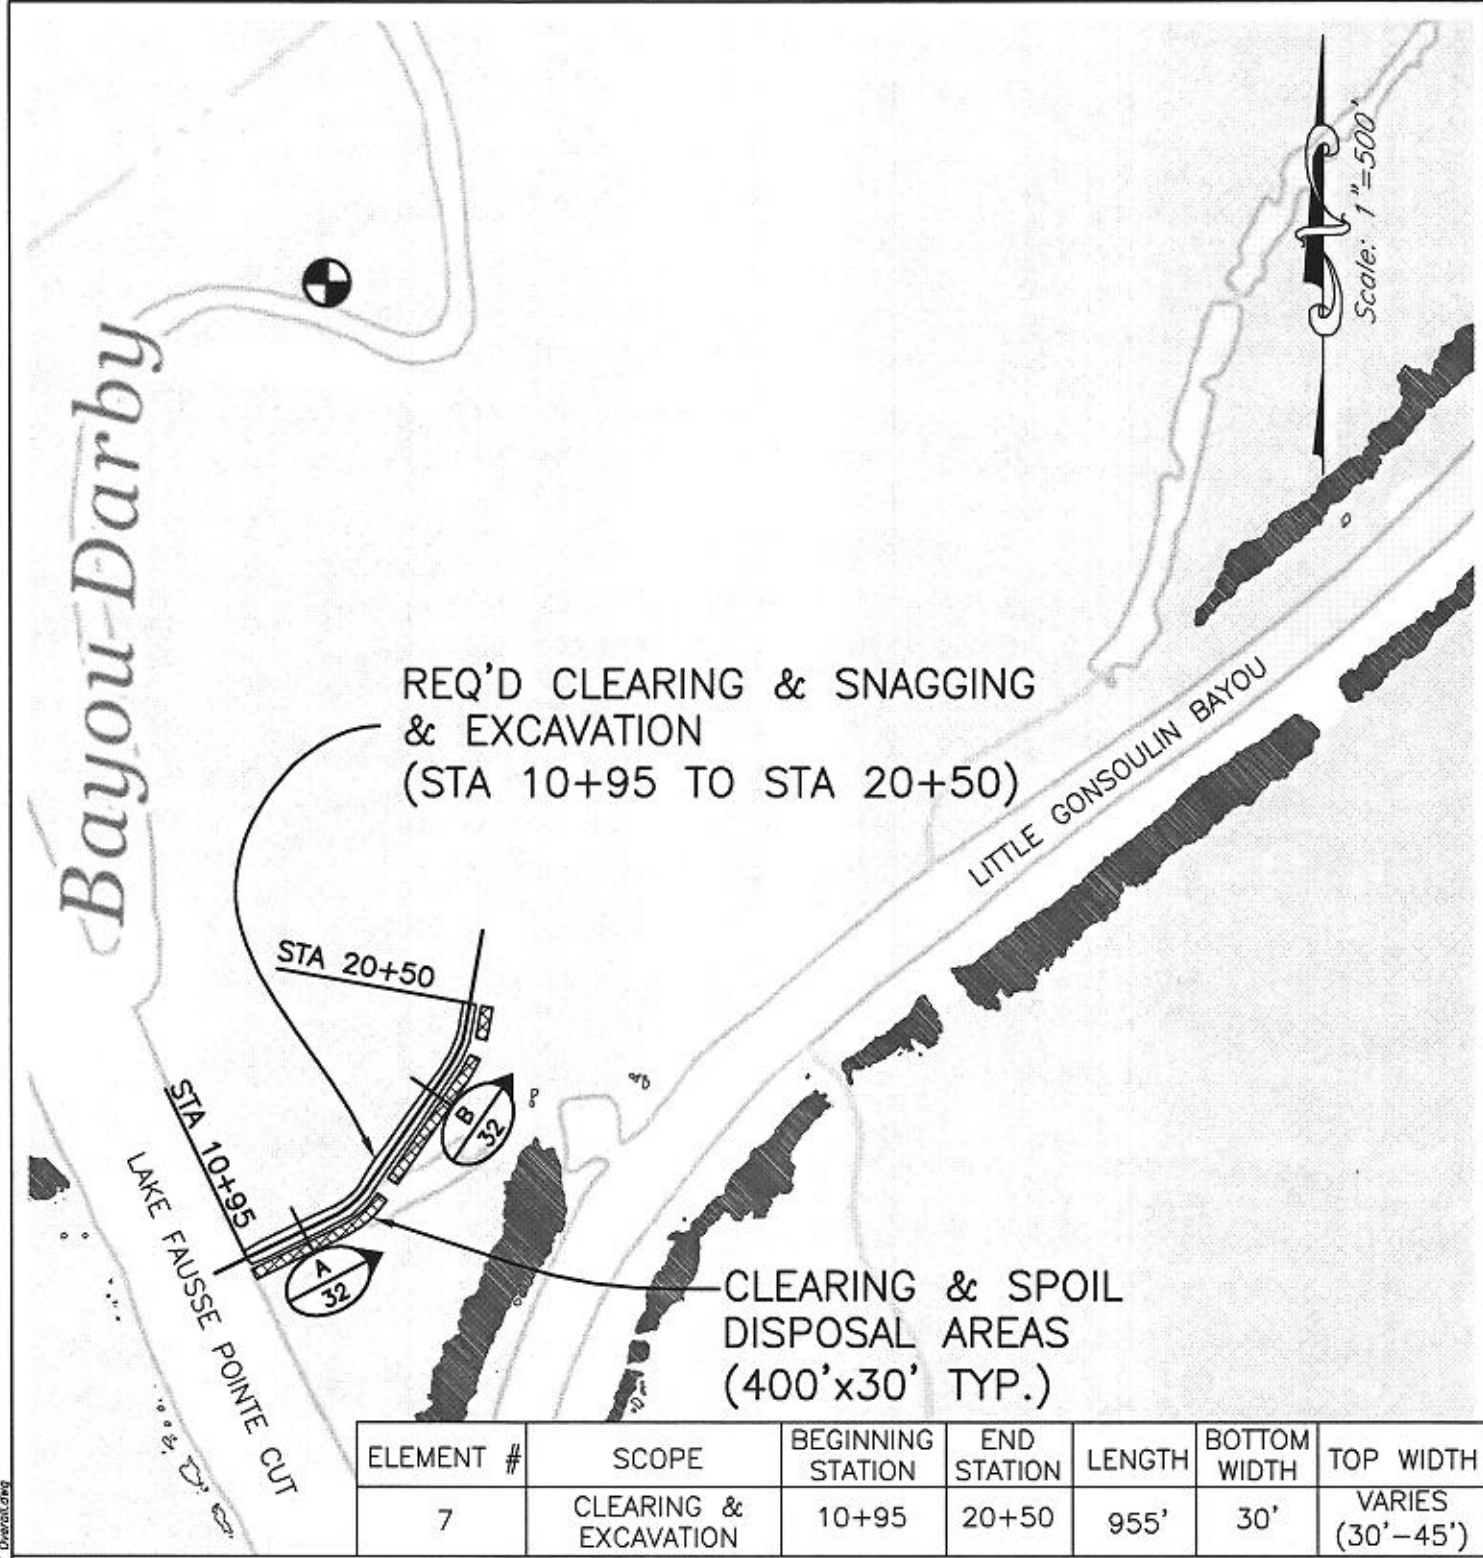 Scale: 1"=500'
Bayou Darby
REQ'D CLEARING & SNAGGING
& EXCAVATION
(STA 10+95 TO STA 20+50)
LITTLE GONSOULIN BAYOU
STA 20+50
B
32
STA 10+95
A
32
LAKE FAUSSE POINTE CUT
CLEARING & SPOIL
DISPOSAL AREAS
(400'x30' TYP.)
ELEMENT # SCOPE BEGINNING STATION END STATION LENGTH BOTTOM WIDTH TOP WIDTH
7 CLEARING & EXCAVATION 10+95 20+50 955' 30' VARIES (30'-45')
Overall.dwg